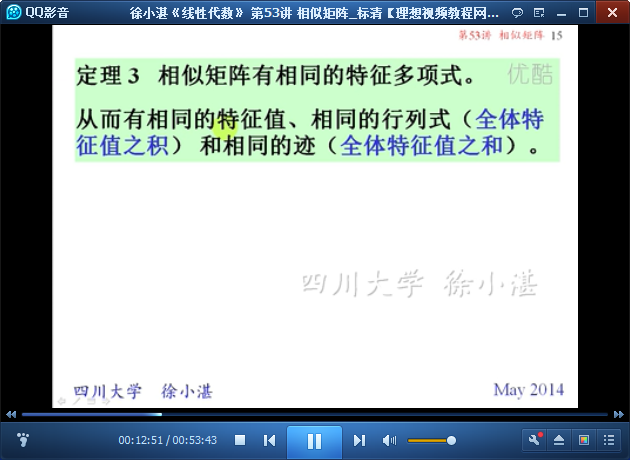 QQ影音 徐小湛《线性代数》 第53讲 相似矩阵_标清【理想视频教程网...
第53讲 相似矩阵 15
优酷
定理 3 相似矩阵有相同的特征多项式。
从而有相同的特征值、相同的行列式（全体特
征值之积） 和相同的迹（全体特征值之和）。
四川大学 徐小湛
四川大学 徐小湛 May 2014
00:12:51 / 00:53:43